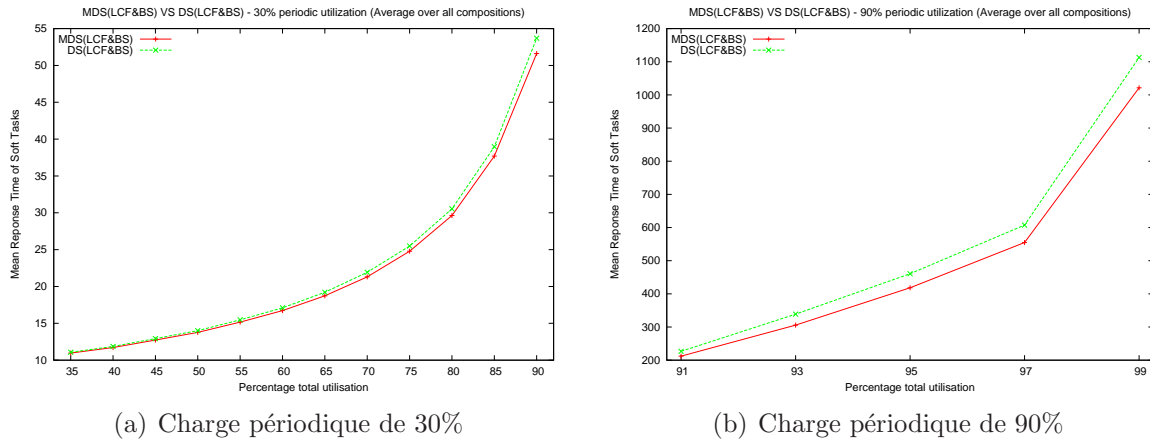 MDS(LCF&BS) VS DS(LCF&BS) - 30% periodic utilization (Average over all compositions)
MDS(LCF&BS)
DS(LCF&BS)
55
50
45
40
35
30
25
20
15
10
Mean Reponse Time of Soft Tasks
35 40 45 50 55 60 65 70 75 80 85 90
Percentage total utilisation
(a) Charge périodique de 30%
MDS(LCF&BS) VS DS(LCF&BS) - 90% periodic utilization (Average over all compositions)
MDS(LCF&BS)
DS(LCF&BS)
1200
1100
1000
900
800
700
600
500
400
300
200
Mean Reponse Time of Soft Tasks
91 93 95 97 99
Percentage total utilisation
(b) Charge périodique de 90%